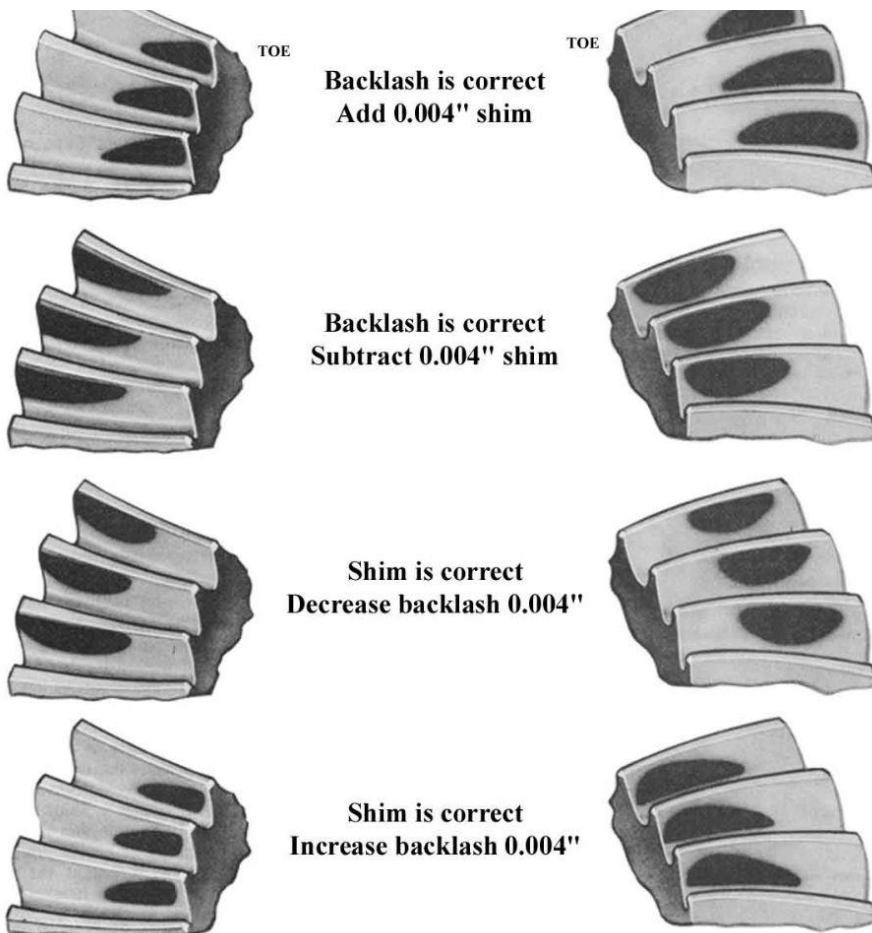 TOE
TOE
Backlash is correct
Add 0.004" shim
Backlash is correct
Subtract 0.004" shim
Shim is correct
Decrease backlash 0.004"
Shim is correct
Increase backlash 0.004"